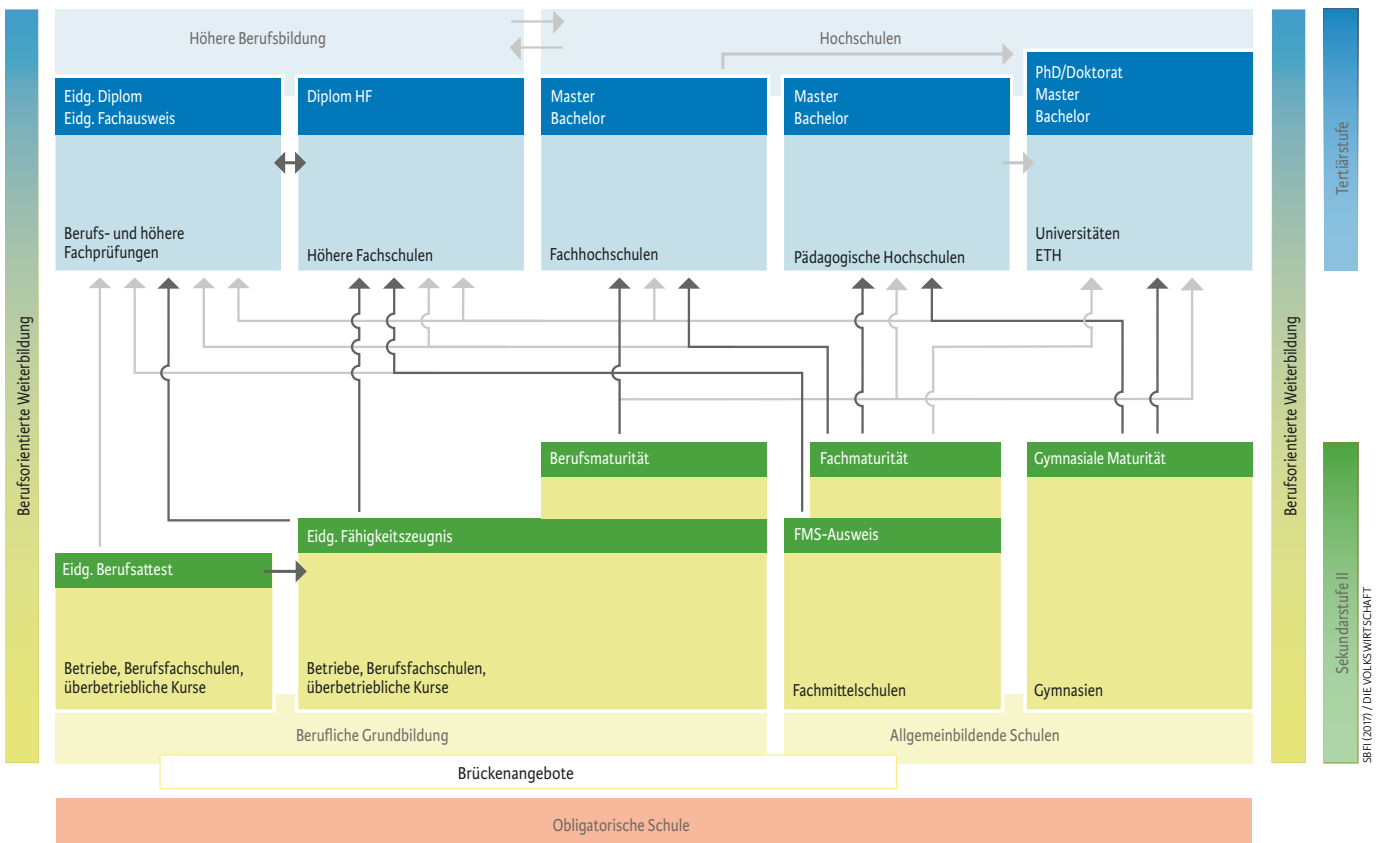 Höhere Berufsbildung
Hochschulen
Eidg. Diplom
Eidg. Fachausweis
Diplom HF
Master
Bachelor
Master
Bachelor
PhD/Doktorat
Master
Bachelor
Berufs- und höhere
Fachprüfungen
Höhere Fachschulen
Fachhochschulen
Pädagogische Hochschulen
Universitäten
ETH
Tertiärstufe
Berufsorientierte Weiterbildung
Berufsorientierte Weiterbildung
Berufsmaturität
Fachmaturität
Gymnasiale Maturität
Eidg. Fähigkeitszeugnis
FMS-Ausweis
Eidg. Berufsattest
Betriebe, Berufsfachschulen,
überbetriebliche Kurse
Betriebe, Berufsfachschulen,
überbetriebliche Kurse
Fachmittelschulen
Gymnasien
Sekundarstufe II
SBFI (2017) / DIE VOLKSWIRTSCHAFT
Berufliche Grundbildung
Allgemeinbildende Schulen
Brückenangebote
Obligatorische Schule